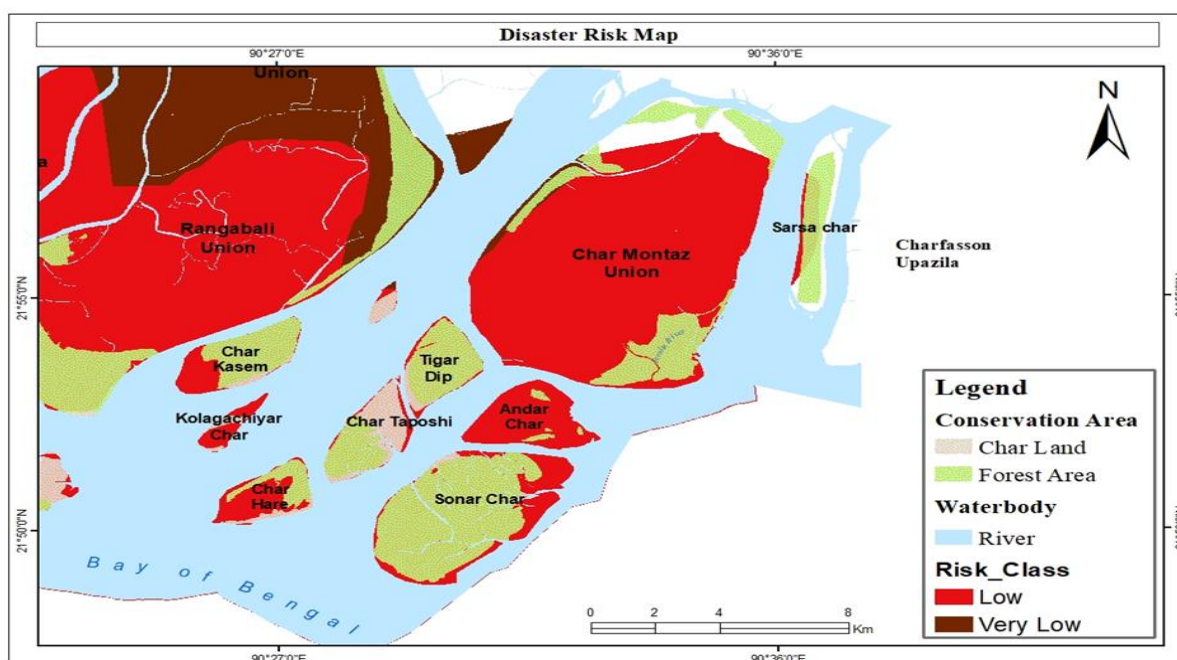 Disaster Risk Map
90°27'0"E
90°36'0"E
Union
N
a
Rangabali
Union
Char Montaz
Union
Sarsa char
Charfasson
Upazila
21°55'0"N
Char
Kasem
Tigar
Dip
Kolagachiyar
Char
Char Taposhi
Andar
Char
Char
Hare
Sonar Char
21°50'0"N
Bay of Bengal
Legend
Conservation Area
Char Land
Forest Area
Waterbody
River
Risk_Class
Low
Very Low
0 2 4 6 8
Km
90°27'0"E
90°36'0"E